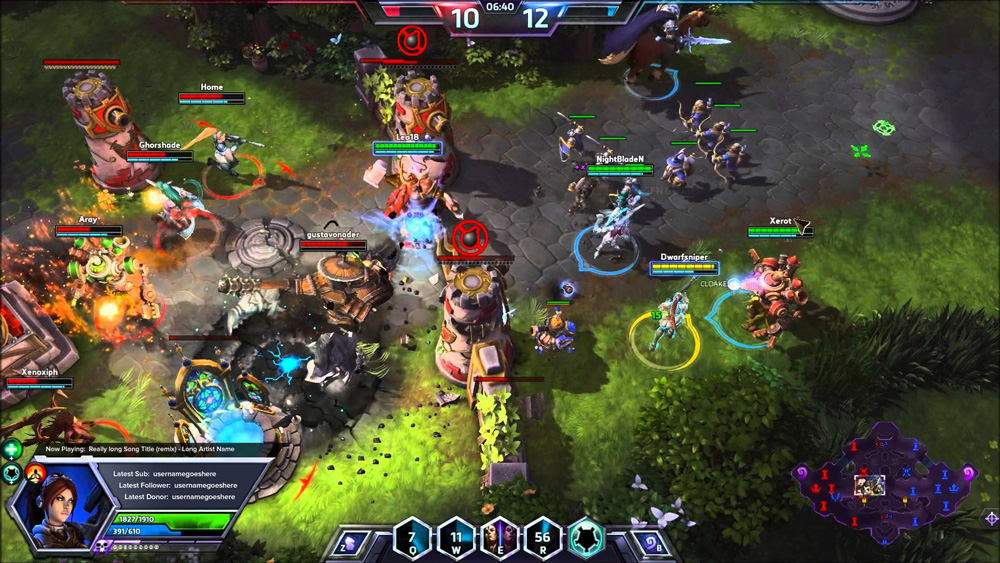 06:40
10 12
Home
Ghorshade
Lea18
NightBladeN
Aray
gustavonader
Xerot
Dwarfsniper
CLOAKE
15
Xenoxiph
Now Playing: Really long Song Title (remix) - Long Artist Name
Latest Sub: usernamegoeshere
Latest Follower: usernamegoeshere
Latest Donor: usernamegoeshere
1827/1910
391/610
Z
7
Q
11
W
E
56
R
B